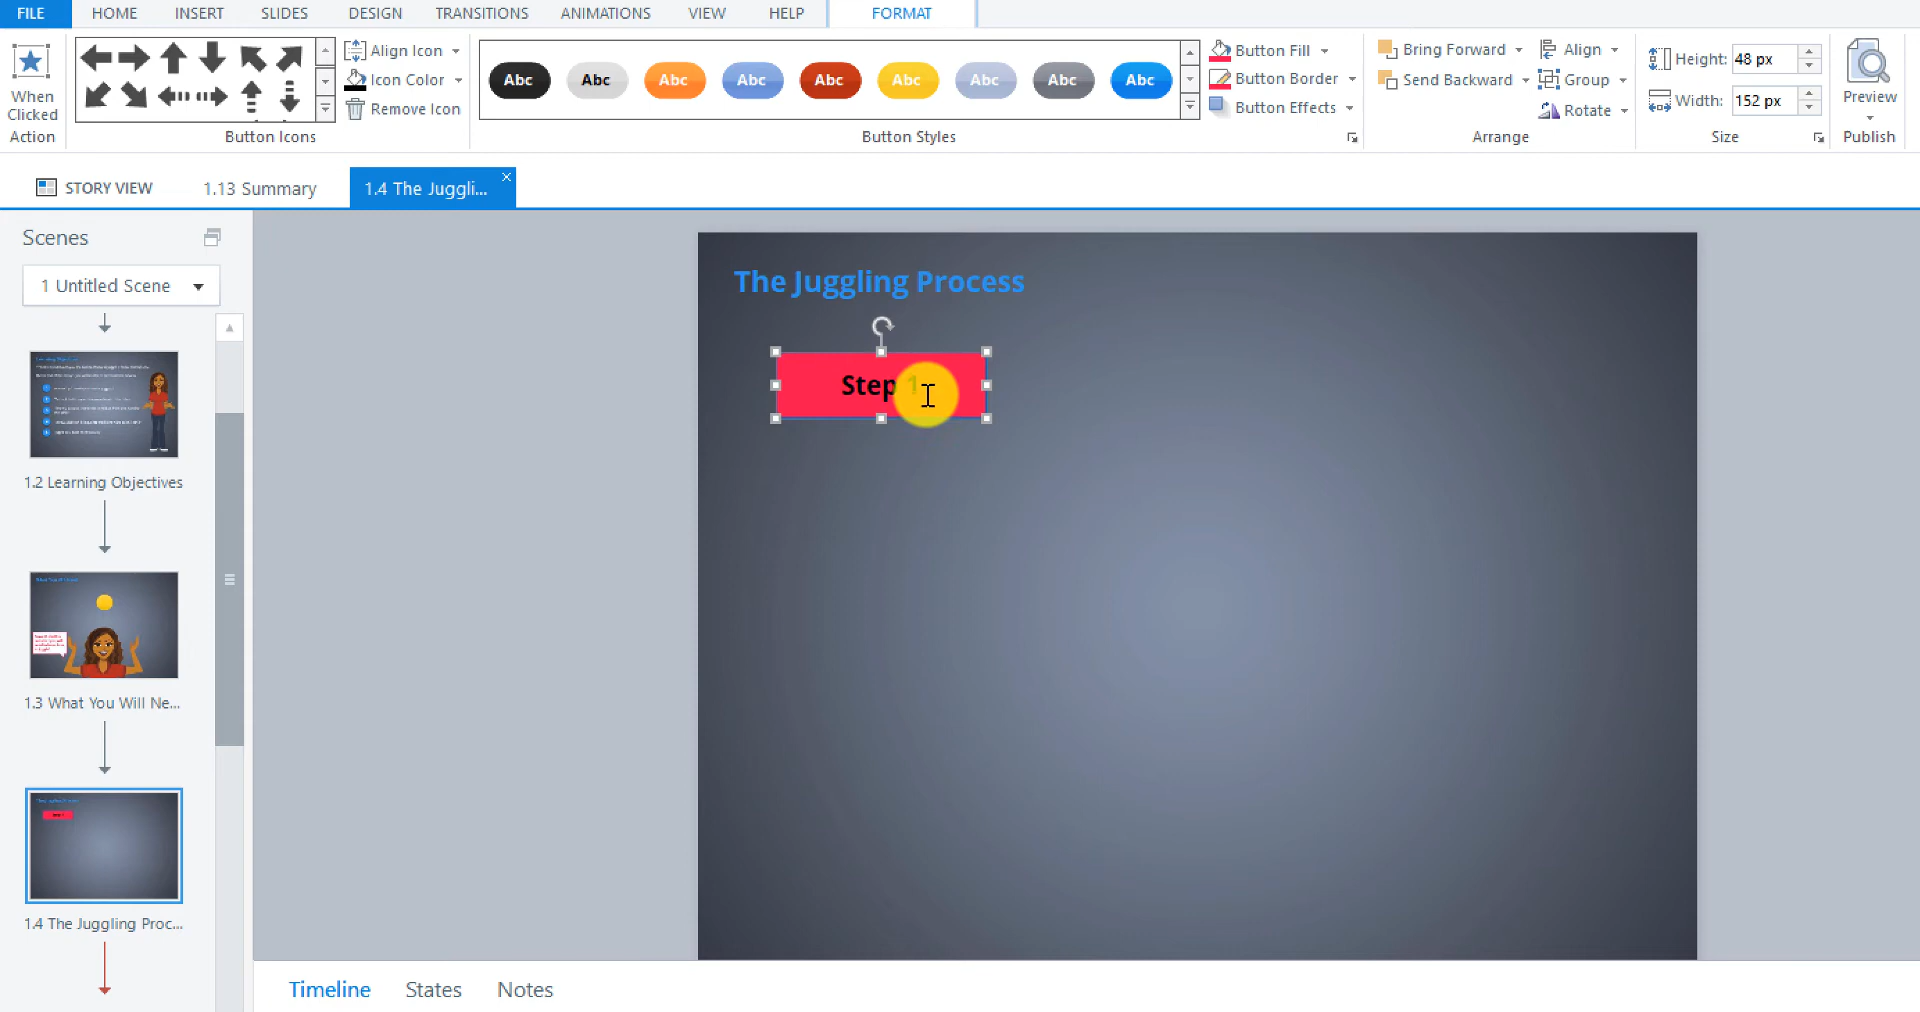 FILE
HOME
INSERT
SLIDES
DESIGN
TRANSITIONS
ANIMATIONS
VIEW
HELP
FORMAT
When
Clicked
Action
Align Icon
Icon Color
Remove Icon
Button Icons
Abc Abc Abc Abc Abc Abc Abc Abc Abc
Button Styles
Button Fill
Button Border
Button Effects
Bring Forward
Send Backward
Align
Group
Rotate
Arrange
Height: 48 px
Width: 152 px
Size
Preview
Publish
STORY VIEW
1.13 Summary
1.4 The Juggli...
Scenes
1 Untitled Scene
1.2 Learning Objectives
1.3 What You Will Ne...
1.4 The Juggling Proc...
The Juggling Process
Step 1
Timeline
States
Notes